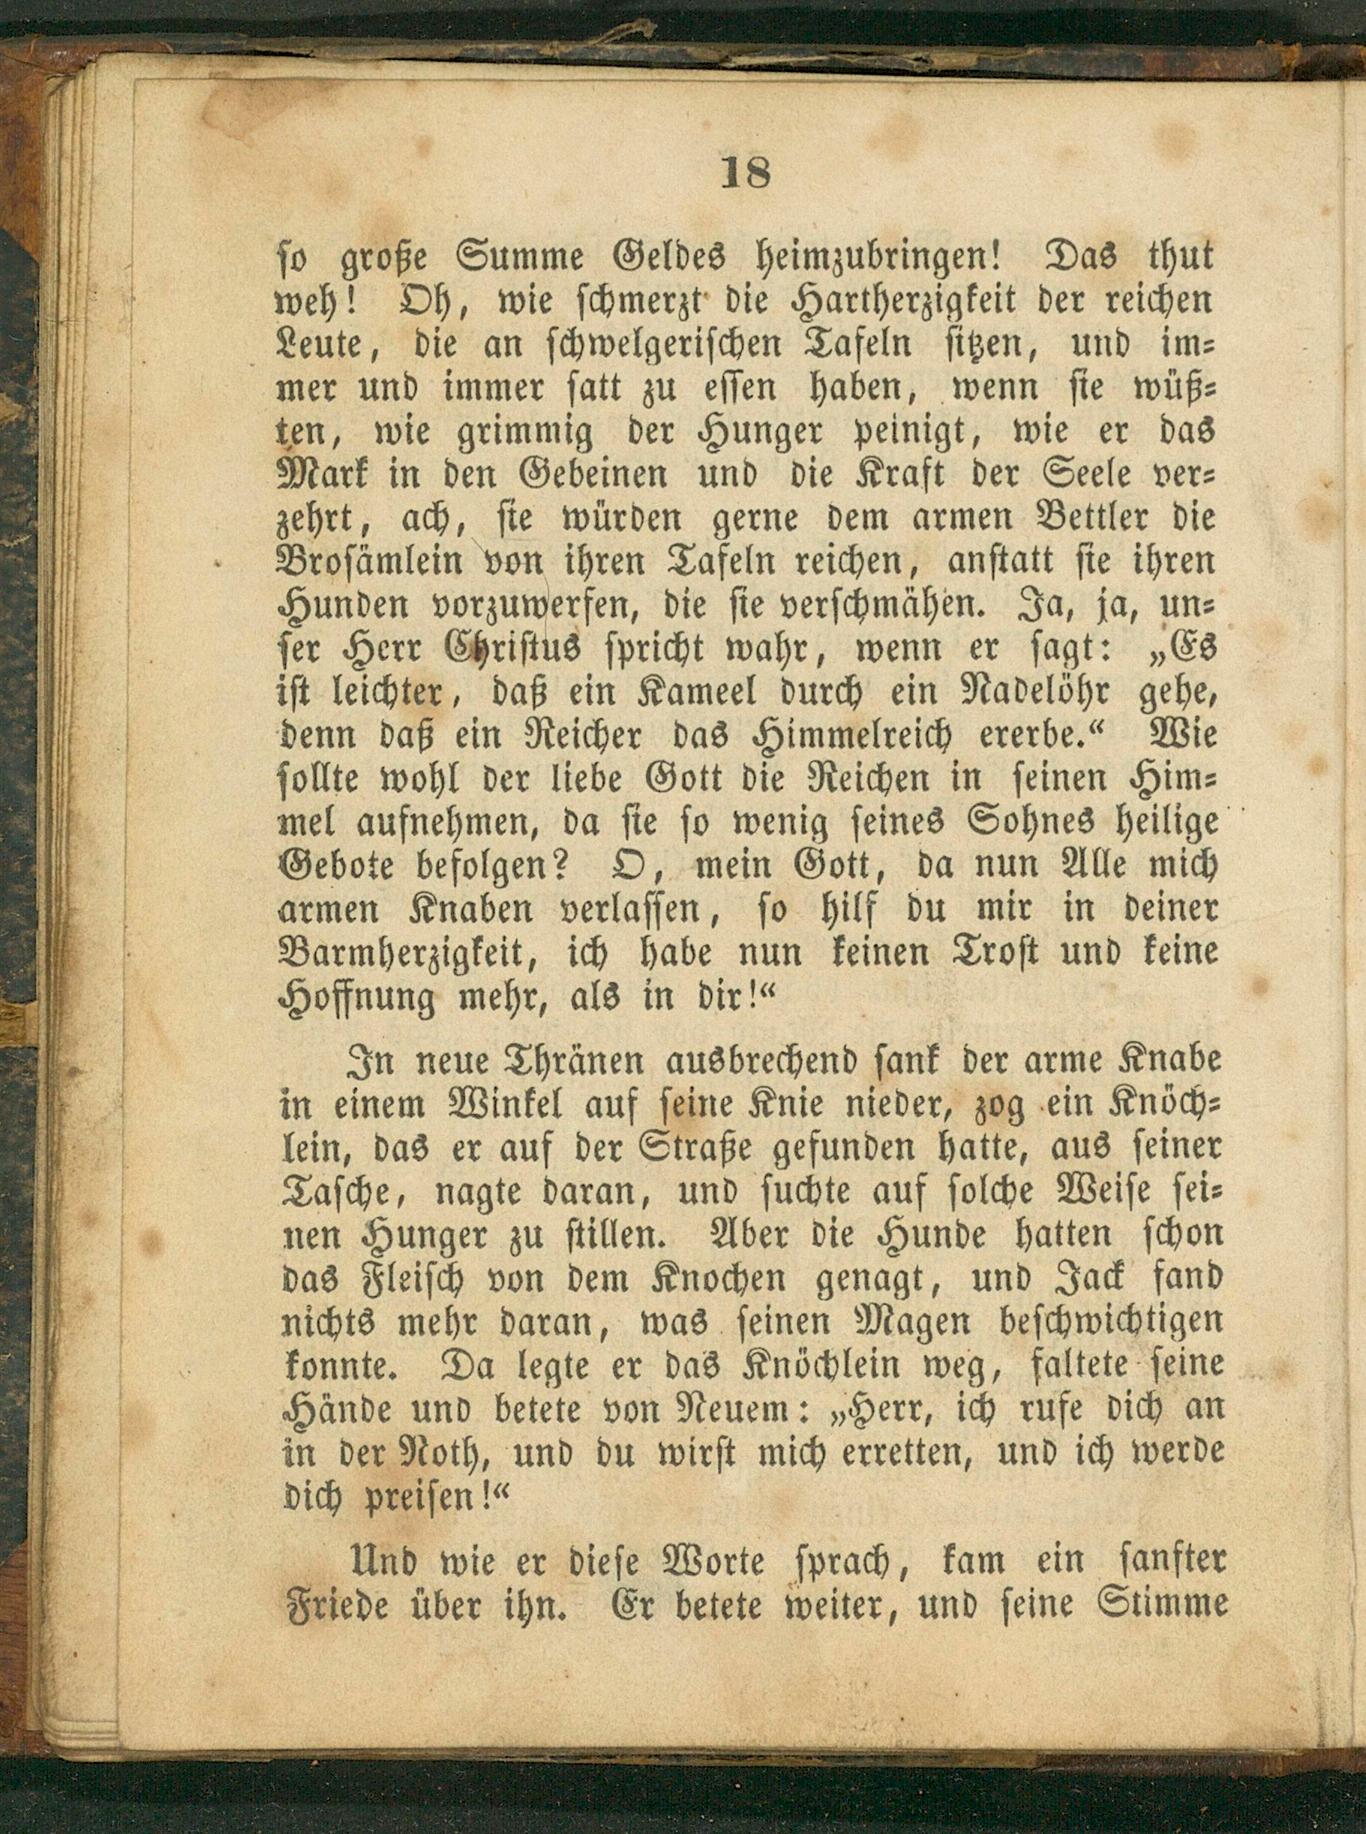 18
so große Summe Geldes heimzubringen! Das thut
weh! Oh, wie schmerzt die Hartherzigkeit der reichen
Leute, die an schwelgerischen Tafeln sitzen, und im-
mer und immer satt zu essen haben, wenn sie wüß-
ten, wie grimmig der Hunger peinigt, wie er das
Mark in den Gebeinen und die Kraft der Seele ver-
zehrt, ach, sie würden gerne dem armen Bettler die
Brosämlein von ihren Tafeln reichen, anstatt sie ihren
Hunden vorzuwerfen, die sie verschmähen. Ja, ja, un-
ser Herr Christus spricht wahr, wenn er sagt: „Es
ist leichter, daß ein Kameel durch ein Nadelöhr gehe,
denn daß ein Reicher das Himmelreich ererbe.“ Wie
sollte wohl der liebe Gott die Reichen in seinen Him-
mel aufnehmen, da sie so wenig seines Sohnes heilige
Gebote befolgen? O, mein Gott, da nun Alle mich
armen Knaben verlassen, so hilf du mir in deiner
Barmherzigkeit, ich habe nun keinen Trost und keine
Hoffnung mehr, als in dir!“
In neue Thränen ausbrechend sank der arme Knabe
in einem Winkel auf seine Knie nieder, zog ein Knöch-
lein, das er auf der Straße gefunden hatte, aus seiner
Tasche, nagte daran, und suchte auf solche Weise sei-
nen Hunger zu stillen. Aber die Hunde hatten schon
das Fleisch von dem Knochen genagt, und Jack fand
nichts mehr daran, was seinen Magen beschwichtigen
konnte. Da legte er das Knöchlein weg, faltete seine
Hände und betete von Neuem: „Herr, ich rufe dich an
in der Noth, und du wirst mich erretten, und ich werde
dich preisen!“
Und wie er diese Worte sprach, kam ein sanfter
Friede über ihn. Er betete weiter, und seine Stimme